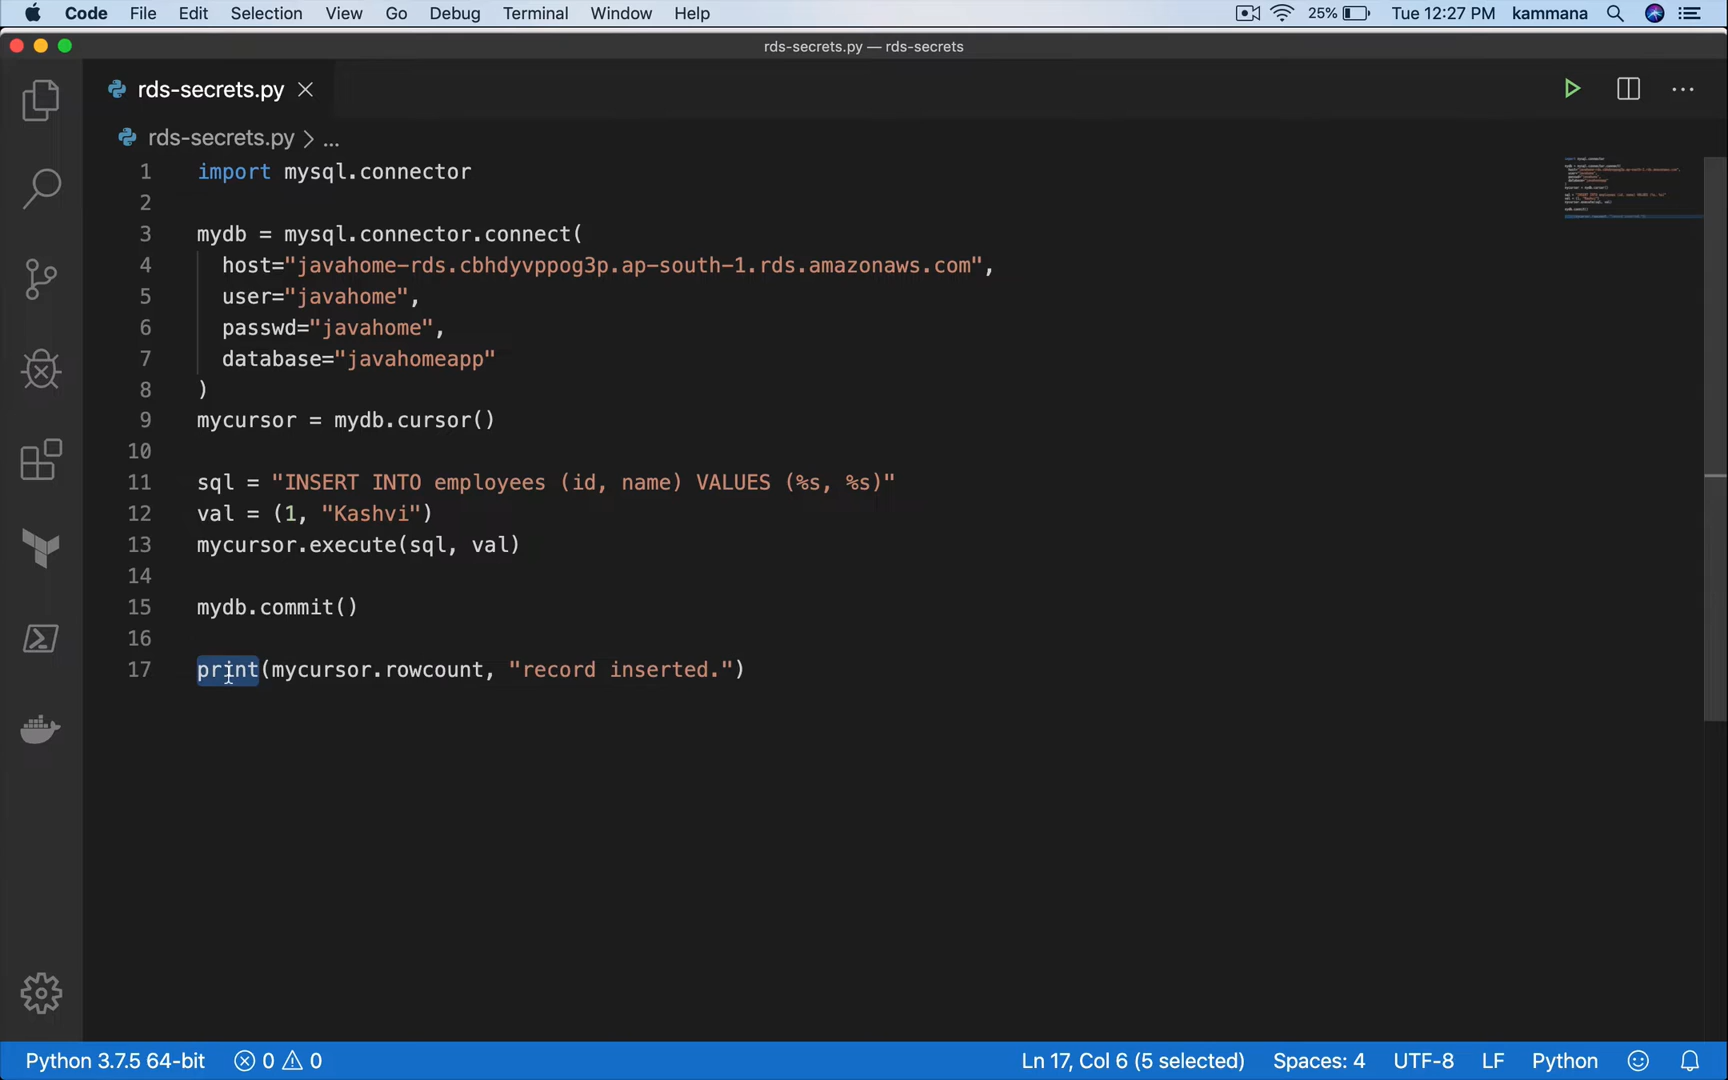 Code File Edit Selection View Go Debug Terminal Window Help 25% Tue 12:27 PM kammana
rds-secrets.py — rds-secrets
rds-secrets.py
rds-secrets.py > ...
1 import mysql.connector
2
3 mydb = mysql.connector.connect(
4 host="javahome-rds.cbhdyvppog3p.ap-south-1.rds.amazonaws.com",
5 user="javahome",
6 passwd="javahome",
7 database="javahomeapp"
8 )
9 mycursor = mydb.cursor()
10
11 sql = "INSERT INTO employees (id, name) VALUES (%s, %s)"
12 val = (1, "Kashvi")
13 mycursor.execute(sql, val)
14
15 mydb.commit()
16
17 print(mycursor.rowcount, "record inserted.")
Python 3.7.5 64-bit 0 0 Ln 17, Col 6 (5 selected) Spaces: 4 UTF-8 LF Python